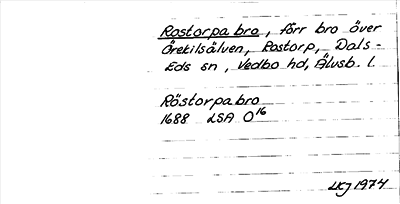 Rostorpa bro, förr bro över
Örekilsälven, Rostorp, Dals-
Eds sn, Vedbo hd, Älvsb. l.
Röstorpa bro
1688 LSA O16
LKJ 1974